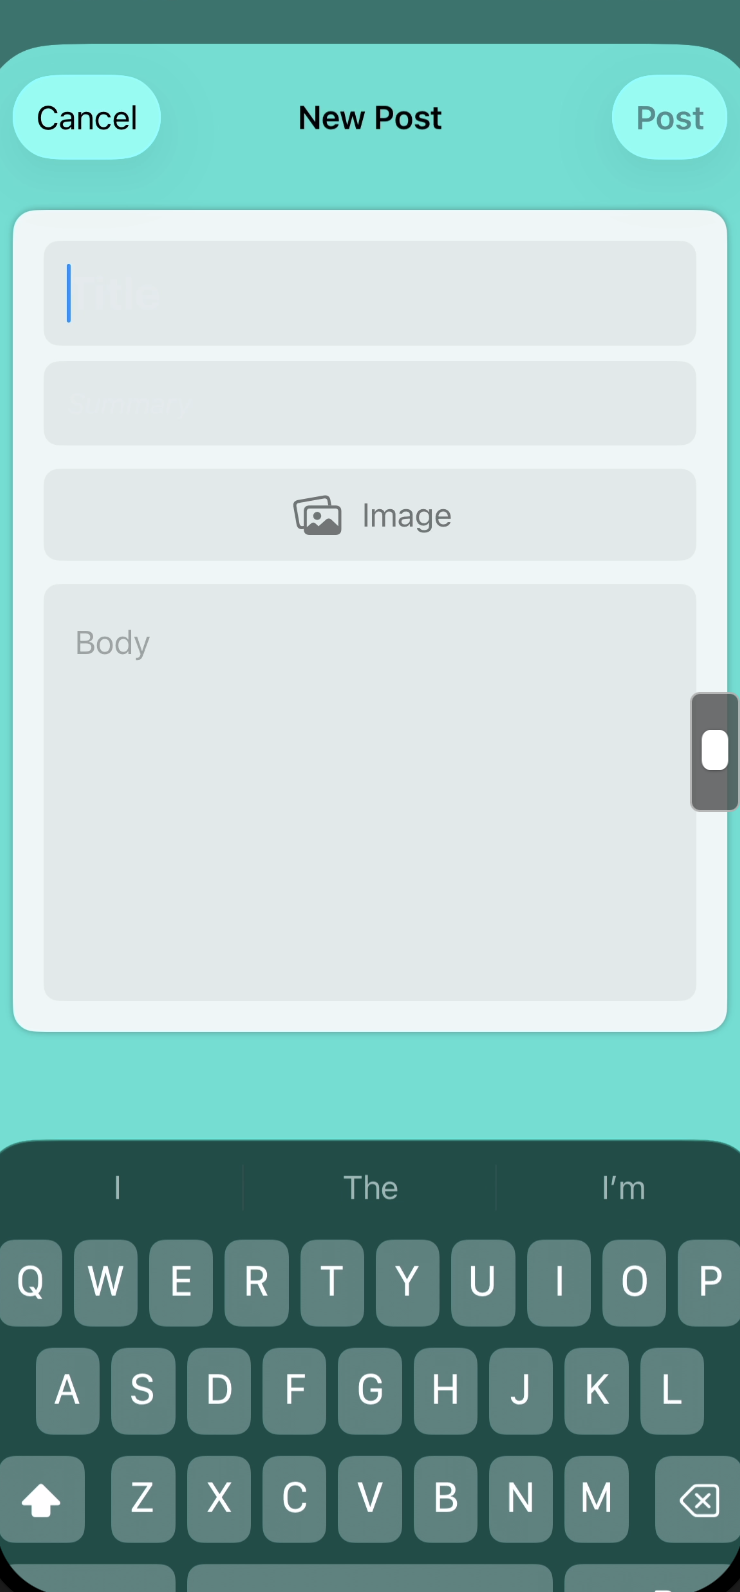 Cancel New Post Post
Title
Summary
Image
Body
I The I'm
Q W E R T Y U I O P
A S D F G H J K L
Z X C V B N M